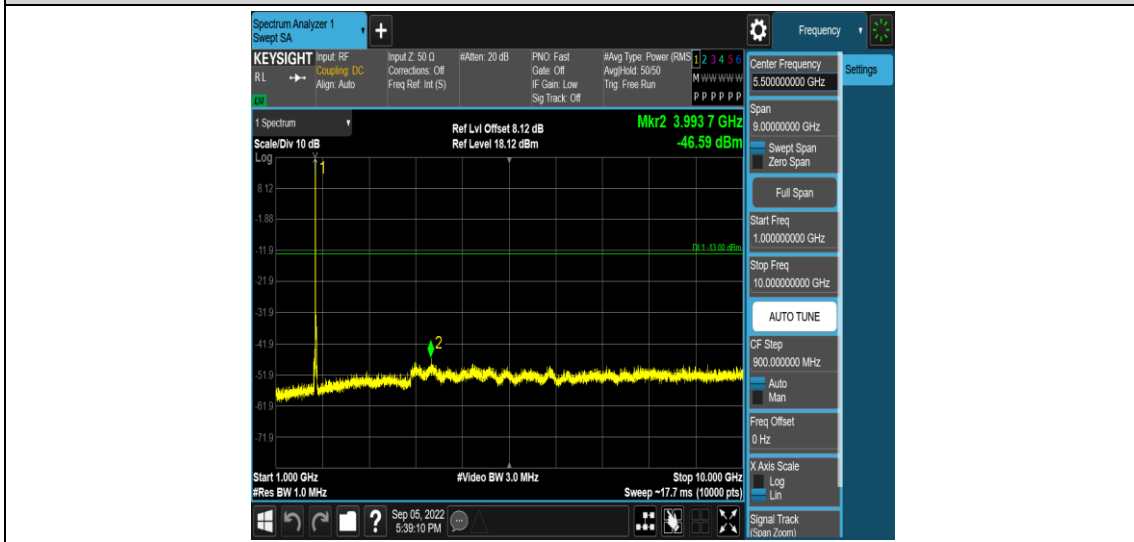 Spectrum Analyzer 1
Swept SA
Frequency
KEYSIGHT
RL
LXI
Input: RF
Coupling: DC
Align: Auto
Input Z: 50 Ω
Corrections: Off
Freq Ref: Int (S)
#Atten: 20 dB
PNO: Fast
Gate: Off
IF Gain: Low
Sig Track: Off
#Avg Type: Power (RMS
Avg|Hold: 50/50
Trig: Free Run
1 2 3 4 5 6
M W W W W W
P P P P P P
1 Spectrum
Scale/Div 10 dB
Log
Ref Lvl Offset 8.12 dB
Ref Level 18.12 dBm
Mkr2 3.993 7 GHz
-46.59 dBm
1
8.12
-1.88
-11.9
DL1 -13.00 dBm
-21.9
-31.9
-41.9
2
-51.9
-61.9
-71.9
Start 1.000 GHz
#Res BW 1.0 MHz
#Video BW 3.0 MHz
Stop 10.000 GHz
Sweep ~17.7 ms (10000 pts)
Sep 05, 2022
5:39:10 PM
Center Frequency
5.50000000 GHz
Settings
Span
9.00000000 GHz
Swept Span
Zero Span
Full Span
Start Freq
1.000000000 GHz
Stop Freq
10.000000000 GHz
AUTO TUNE
CF Step
900.000000 MHz
Auto
Man
Freq Offset
0 Hz
X Axis Scale
Log
Lin
Signal Track
(Span Zoom)